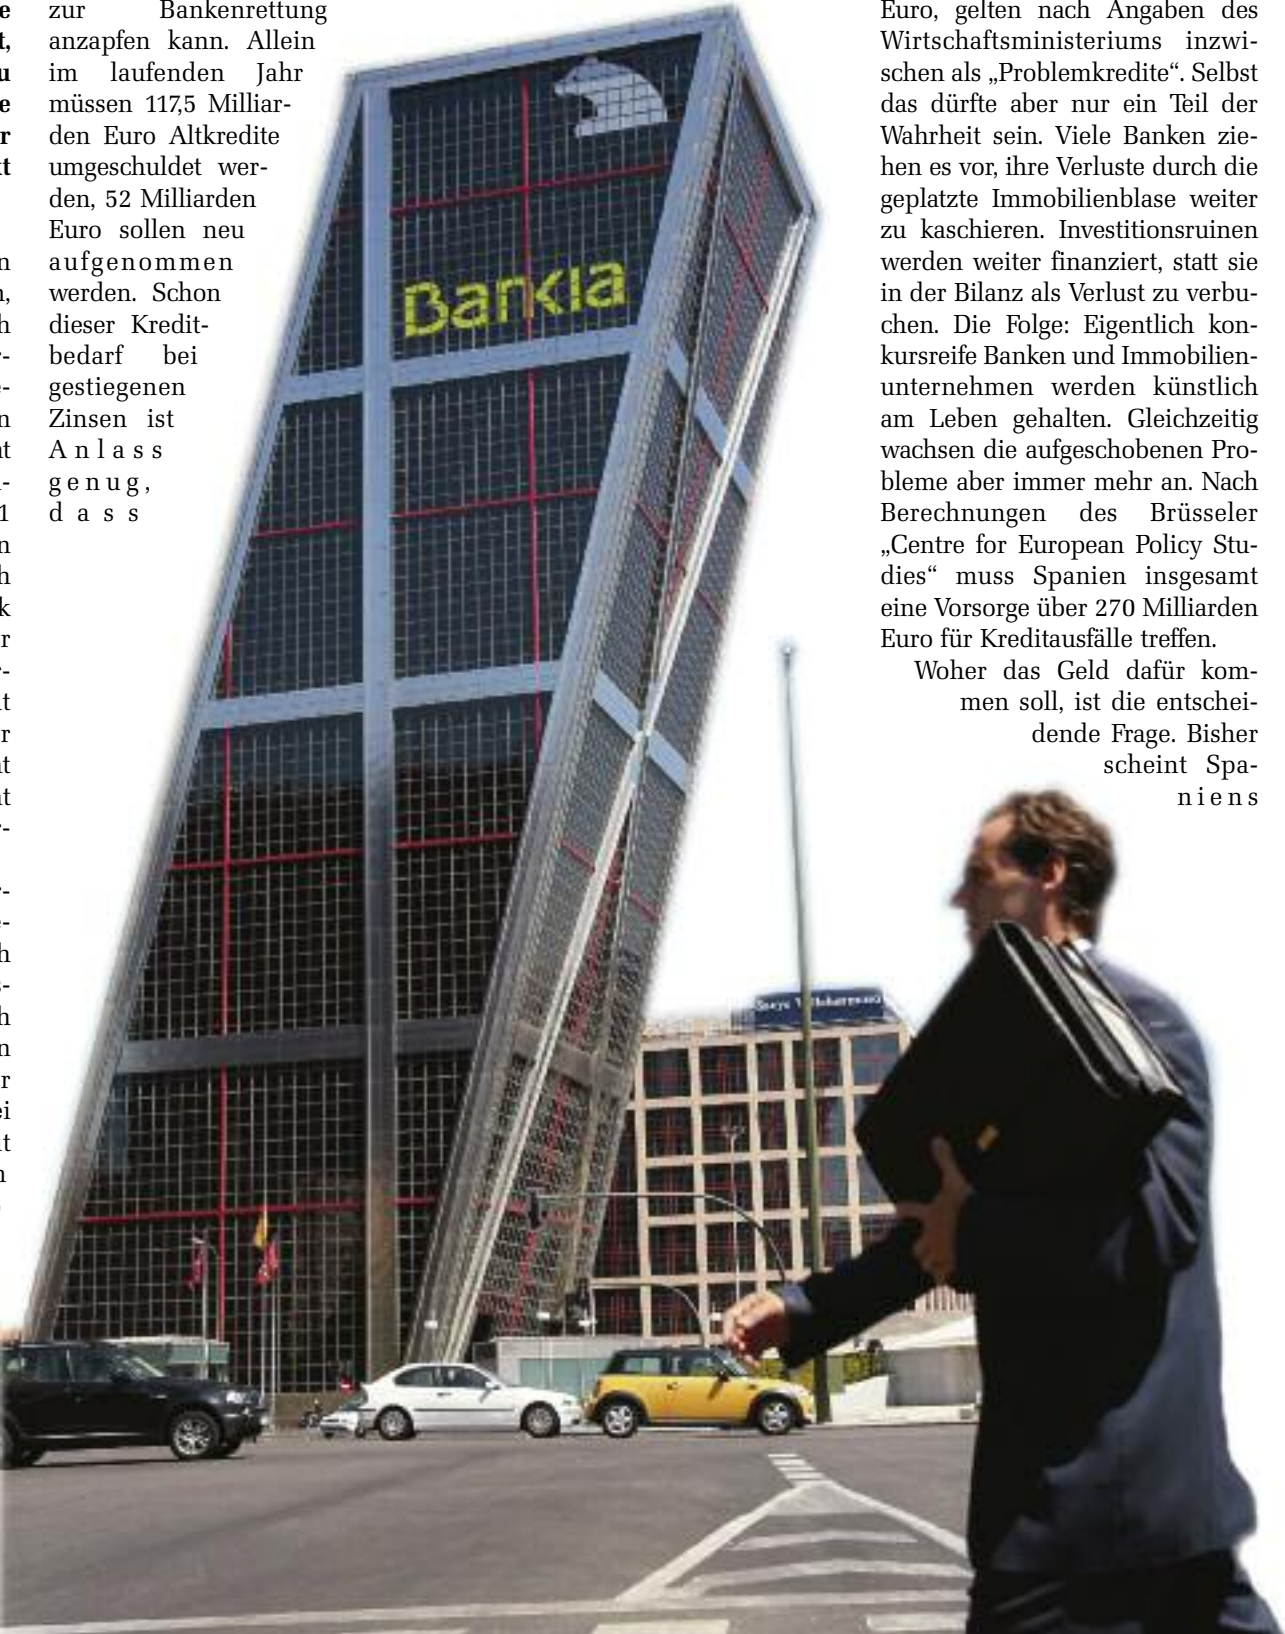 zur Bankenrettung
anzapfen kann. Allein
im laufenden Jahr
müssen 117,5 Milliar-
den Euro Altkredite
umgeschuldet wer-
den, 52 Milliarden
Euro sollen neu
aufgenommen
werden. Schon
dieser Kredit-
bedarf bei
gestiegenen
Zinsen ist
Anlass
genug,
dass
Bankia
Euro, gelten nach Angaben des
Wirtschaftsministeriums inzwi-
schen als „Problemkredite“. Selbst
das dürfte aber nur ein Teil der
Wahrheit sein. Viele Banken zie-
hen es vor, ihre Verluste durch die
geplatzte Immobilienblase weiter
zu kaschieren. Investitionsruinen
werden weiter finanziert, statt sie
in der Bilanz als Verlust zu verbu-
chen. Die Folge: Eigentlich kon-
kursreife Banken und Immobilien-
unternehmen werden künstlich
am Leben gehalten. Gleichzeitig
wachsen die aufgeschobenen Pro-
bleme aber immer mehr an. Nach
Berechnungen des Brüsseler
„Centre for European Policy Stu-
dies“ muss Spanien insgesamt
eine Vorsorge über 270 Milliarden
Euro für Kreditausfälle treffen.
Woher das Geld dafür kom-
men soll, ist die entschei-
dende Frage. Bisher
scheint Spa-
niens